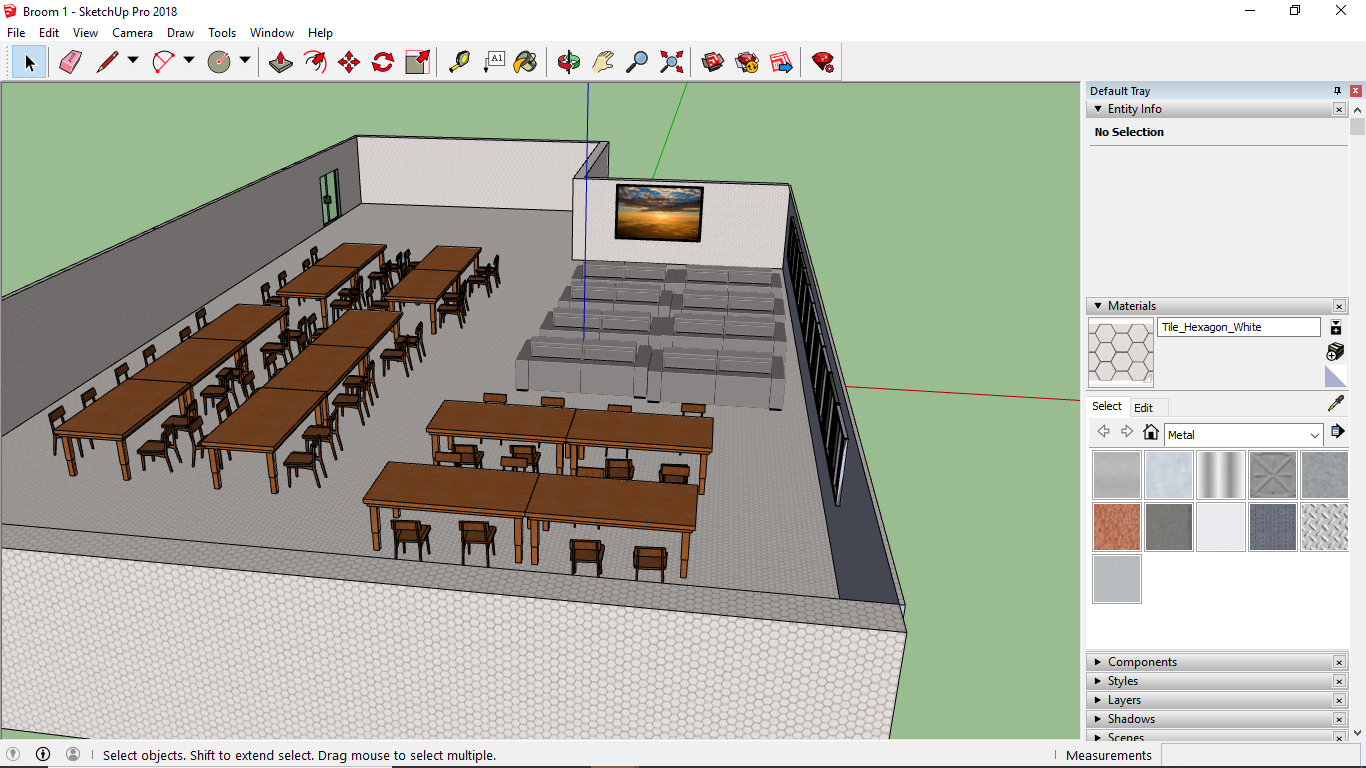 Broom 1 - SketchUp Pro 2018
File Edit View Camera Draw Tools Window Help
A1
Default Tray
Entity Info
No Selection
Materials
Tile_Hexagon_White
Select Edit
Metal
Components
Styles
Layers
Shadows
Scenes
Select objects. Shift to extend select. Drag mouse to select multiple.
Measurements